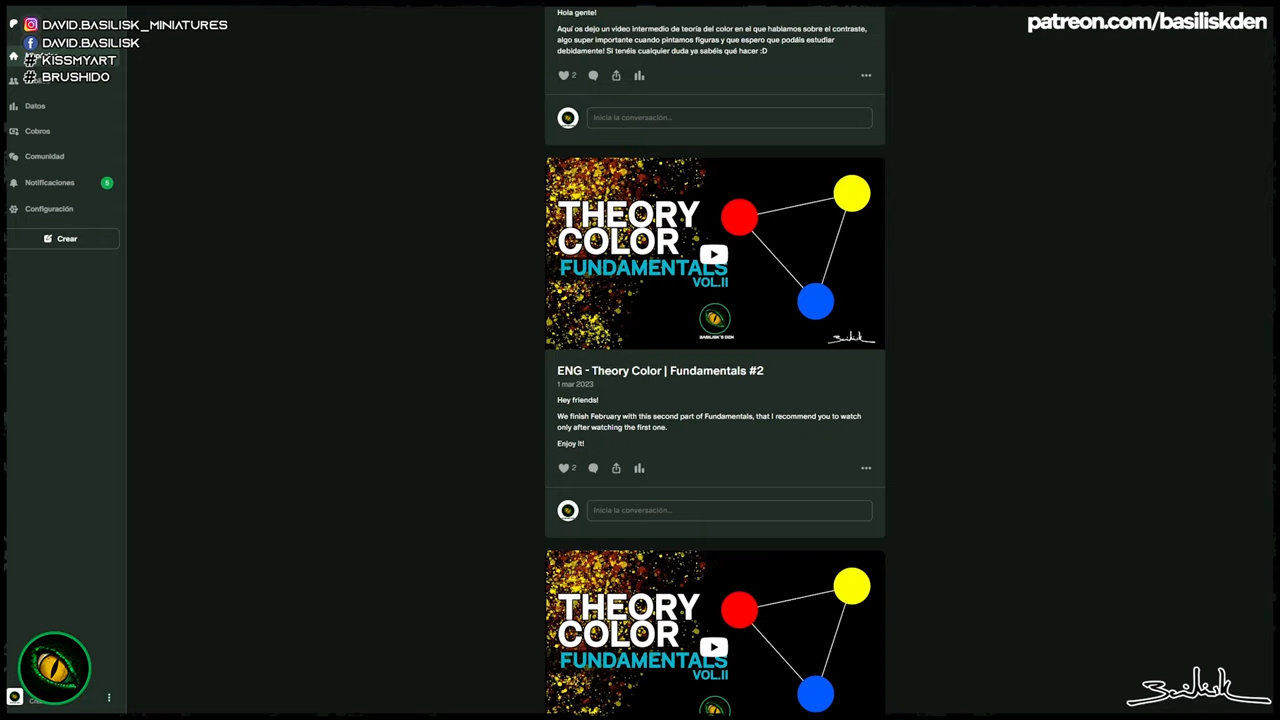 DAVID.BASILISK_MINIATURES
DAVID.BASILISK
# KISSMYART
# BRUSHIDO
Datos
Cobros
Comunidad
Notificaciones 5
Configuración
Crear
patreon.com/basiliskden
Hola gente!
Aquí os dejo un vídeo intermedio de teoría del color en el que hablamos sobre el contraste,
algo super importante cuando pintamos figuras y que espero que podáis estudiar
debidamente! Si tenéis cualquier duda ya sabéis qué hacer :D
2
Inicia la conversación...
THEORY
COLOR
FUNDAMENTALS
VOL.II
BASILISK'S DEN
Basilisk
ENG - Theory Color | Fundamentals #2
1 mar 2023
Hey friends!
We finish February with this second part of Fundamentals, that I recommend you to watch
only after watching the first one.
Enjoy it!
2
Inicia la conversación...
THEORY
COLOR
FUNDAMENTALS
VOL.II
Basilisk